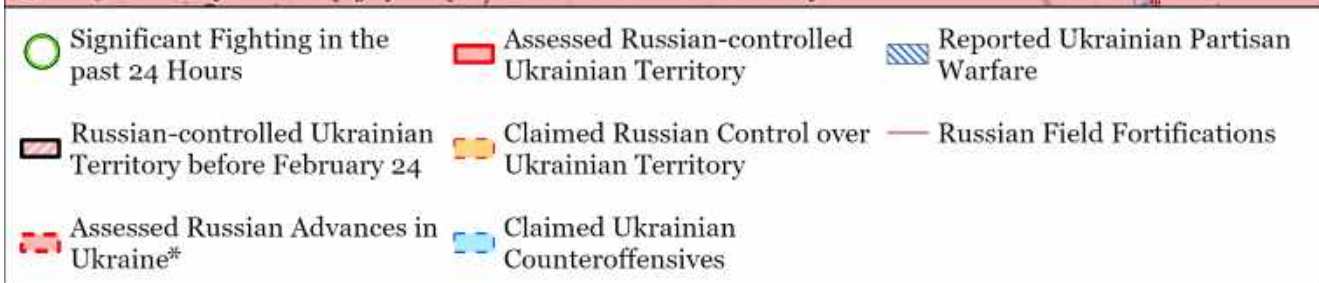 Significant Fighting in the
past 24 Hours
Assessed Russian-controlled
Ukrainian Territory
Reported Ukrainian Partisan
Warfare
Russian-controlled Ukrainian
Territory before February 24
Claimed Russian Control over
Ukrainian Territory
Russian Field Fortifications
Assessed Russian Advances in
Ukraine*
Claimed Ukrainian
Counteroffensives